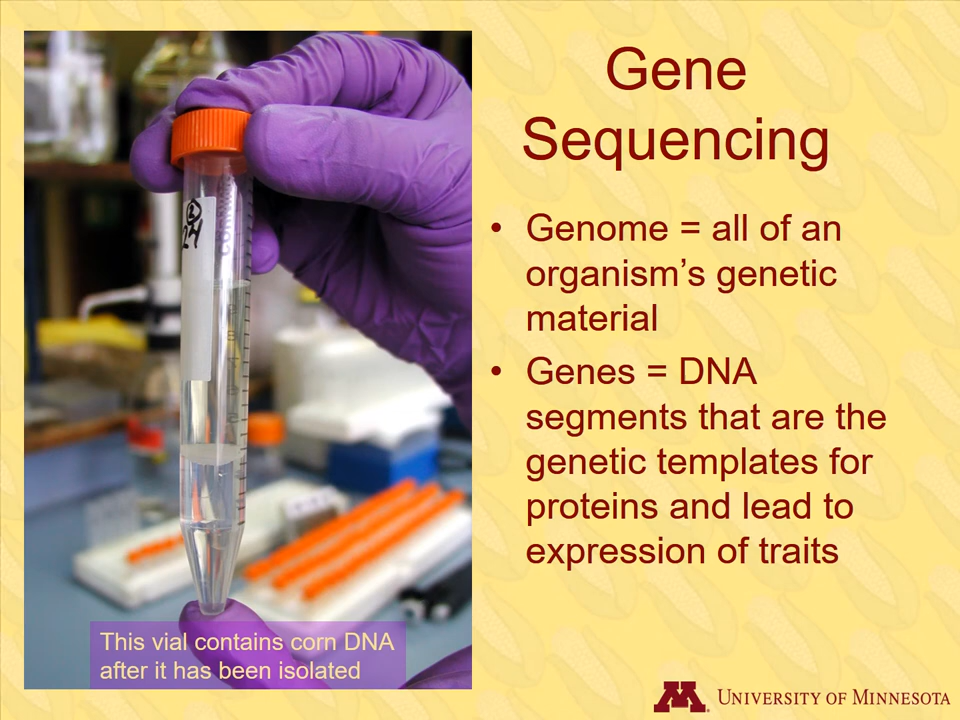 Gene
Sequencing
• Genome = all of an
organism’s genetic
material
• Genes = DNA
segments that are the
genetic templates for
proteins and lead to
expression of traits
24
This vial contains corn DNA
after it has been isolated
M
UNIVERSITY OF MINNESOTA